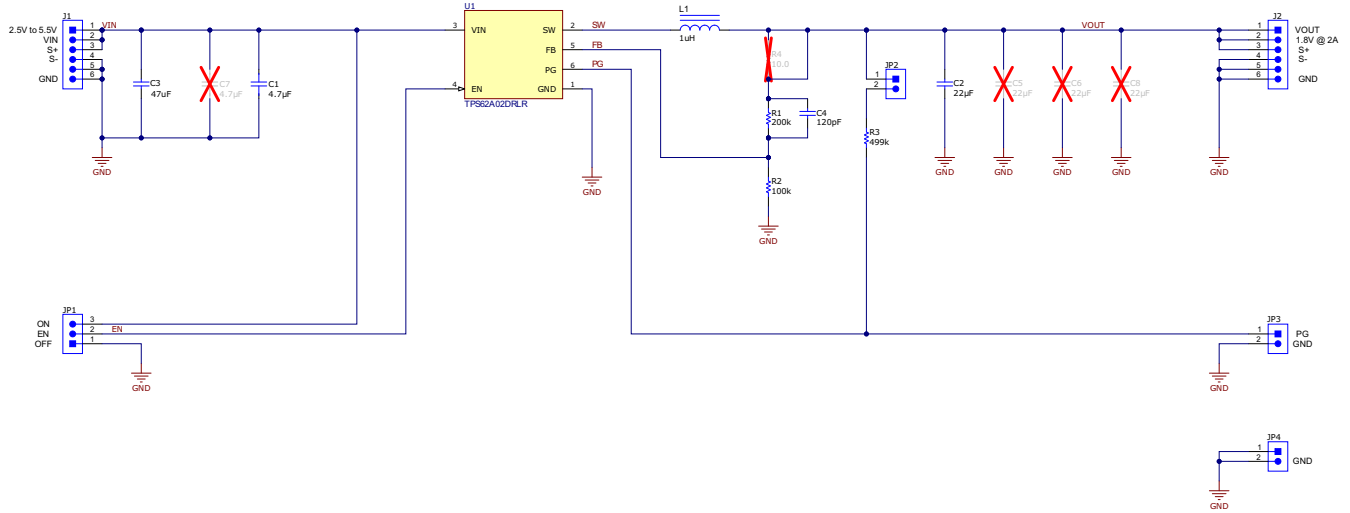 J1
2.5V to 5.5V
VIN
S+
S-
GND
1
2
3
4
5
6
VIN
C3
47uF
C7
4.7µF
C1
4.7µF
GND
U1
3
VIN
4
EN
SW
FB
PG
GND
2
5
6
1
TPS62A02DRLR
SW
FB
PG
GND
L1
1uH
R4
10.0
R1
200k
C4
120pF
R2
100k
GND
JP2
1
2
R3
499k
VOUT
C2
22µF
GND
C5
22µF
GND
C6
22µF
GND
C8
22µF
GND
J2
1
2
3
4
5
6
VOUT
1.8V @ 2A
S+
S-
GND
GND
JP1
ON
EN
OFF
3
2
1
EN
GND
JP3
1
2
PG
GND
GND
JP4
1
2
GND
GND